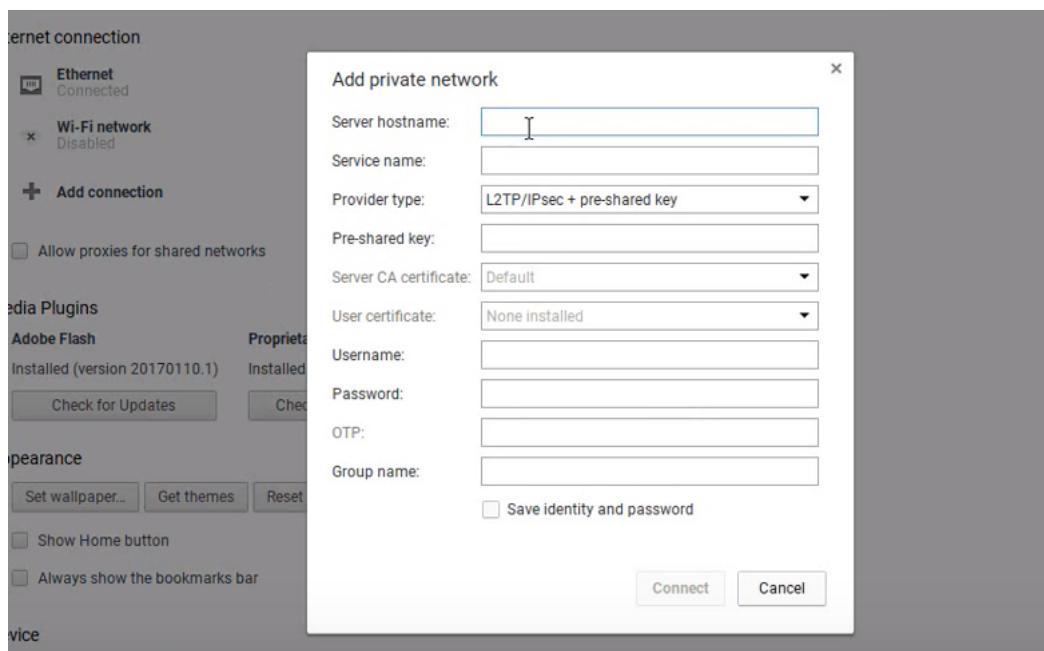 ternet connection
Ethernet
Connected
Wi-Fi network
Disabled
Add connection
Allow proxies for shared networks
edia Plugins
Adobe Flash
Proprieta
Installed (version 20170110.1)
Installed
Check for Updates
Chec
ppearance
Set wallpaper...
Get themes
Reset
Show Home button
Always show the bookmarks bar
evice
Add private network
Server hostname:
Service name:
Provider type: L2TP/IPsec + pre-shared key
Pre-shared key:
Server CA certificate: Default
User certificate: None installed
Username:
Password:
OTP:
Group name:
Save identity and password
Connect
Cancel